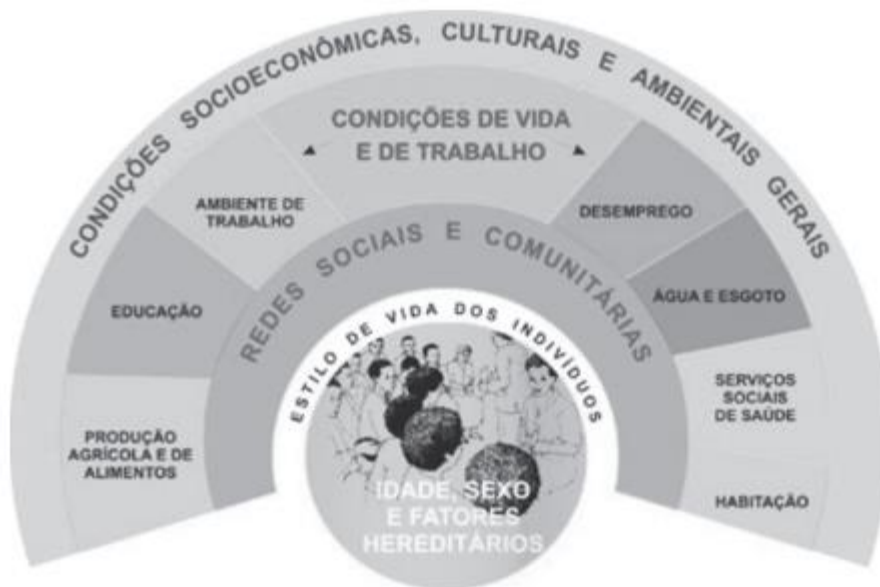 CONDIÇÕES SOCIOECONÔMICAS, CULTURAIS E AMBIENTAIS GERAIS
CONDIÇÕES DE VIDA
E DE TRABALHO
AMBIENTE DE
TRABALHO
DESEMPREGO
REDES SOCIAIS E COMUNITÁRIAS
EDUCAÇÃO
ÁGUA E ESGOTO
ESTILO DE VIDA DOS INDIVÍDUOS
PRODUÇÃO
AGRÍCOLA E DE
ALIMENTOS
SERVIÇOS
SOCIAIS
DE SAÚDE
HABITAÇÃO
IDADE, SEXO
E FATORES
HEREDITÁRIOS